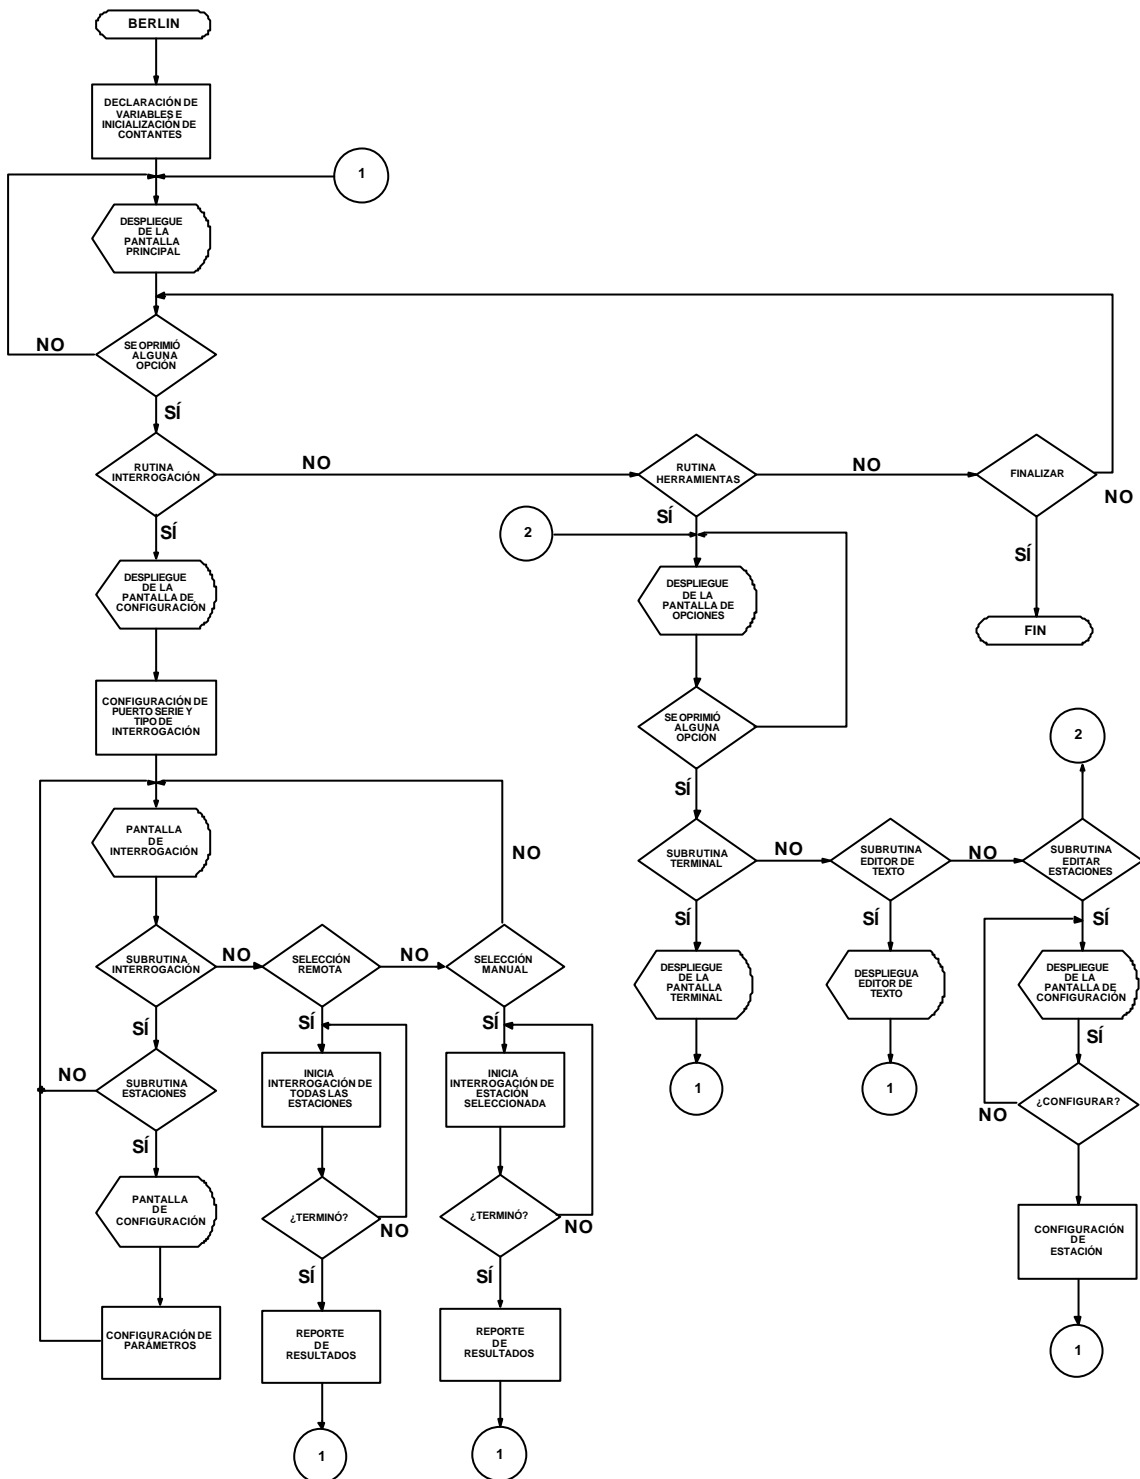 BERLIN
DECLARACIÓN DE
VARIABLES E
INICIALIZACIÓN DE
CONTANTES
1
DESPLIEGUE
DE LA
PANTALLA
PRINCIPAL
NO
SE OPRIMIÓ
ALGUNA
OPCIÓN
SÍ
RUTINA
INTERROGACIÓN
NO
RUTINA
HERRAMIENTAS
NO
FINALIZAR
NO
SÍ
SÍ
SÍ
2
DESPLIEGUE
DE LA
PANTALLA DE
CONFIGURACIÓN
DESPLIEGUE
DE LA
PANTALLA DE
OPCIONES
FIN
CONFIGURACIÓN DE
PUERTO SERIE Y
TIPO DE
INTERROGACIÓN
SE OPRIMIÓ
ALGUNA
OPCIÓN
2
SÍ
PANTALLA
DE
INTERROGACIÓN
NO
SUBRUTINA
TERMINAL
NO
SUBRUTINA
EDITOR DE
TEXTO
NO
SUBRUTINA
EDITAR
ESTACIONES
SÍ
SÍ
SÍ
SUBRUTINA
INTERROGACIÓN
NO
SELECCIÓN
REMOTA
NO
SELECCIÓN
MANUAL
DESPLIEGUE
DE LA
PANTALLA
TERMINAL
DESPLIEGUA
EDITOR DE
TEXTO
DESPLIEGUE
DE LA
PANTALLA DE
CONFIGURACIÓN
SÍ
SÍ
SÍ
SÍ
NO
SUBRUTINA
ESTACIONES
INICIA
INTERROGACIÓN DE
TODAS LAS
ESTACIONES
INICIA
INTERROGACIÓN DE
ESTACIÓN
SELECCIONADA
1
1
¿CONFIGURAR?
NO
SÍ
PANTALLA
DE
CONFIGURACIÓN
¿TERMINÓ?
NO
¿TERMINÓ?
NO
SÍ
SÍ
CONFIGURACIÓN
DE
ESTACIÓN
CONFIGURACIÓN DE
PARÁMETROS
REPORTE
DE
RESULTADOS
REPORTE
DE
RESULTADOS
1
1
1